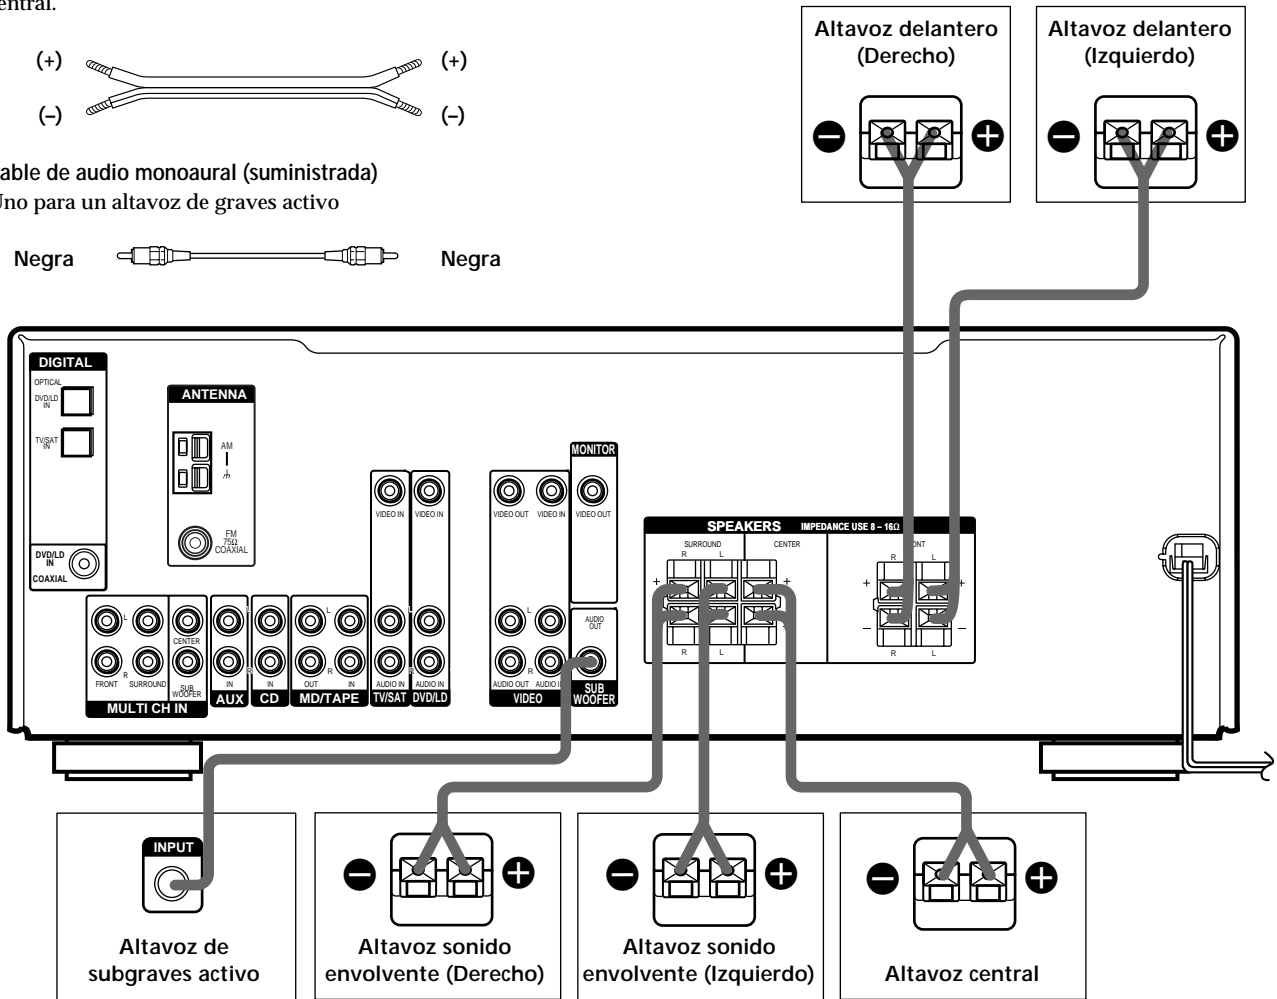 entral.
(+) (+)
(–) (–)
able de audio monoaural (suministrada)
Uno para un altavoz de graves activo
Negra Negra
Altavoz delantero
(Derecho)
Altavoz delantero
(Izquierdo)
DIGITAL
OPTICAL
DVD/LD
IN
TV/SAT
IN
DVD/LD
IN
COAXIAL
ANTENNA
AM
FM
75Ω
COAXIAL
MONITOR
VIDEO IN VIDEO IN VIDEO OUT VIDEO IN VIDEO OUT
L L L L
CENTER
AUDIO
OUT
R R R R
FRONT SURROUND SUB
WOOFER
IN IN OUT IN AUDIO IN AUDIO IN AUDIO OUT AUDIO IN
MULTI CH IN AUX CD MD/TAPE TV/SAT DVD/LD VIDEO SUB
WOOFER
SPEAKERS IMPEDANCE USE 8 – 16Ω
SURROUND CENTER ONT
R L R L
+ + + +
– –
R L R L
INPUT
Altavoz de
subgraves activo
Altavoz sonido
envolvente (Derecho)
Altavoz sonido
envolvente (Izquierdo)
Altavoz central